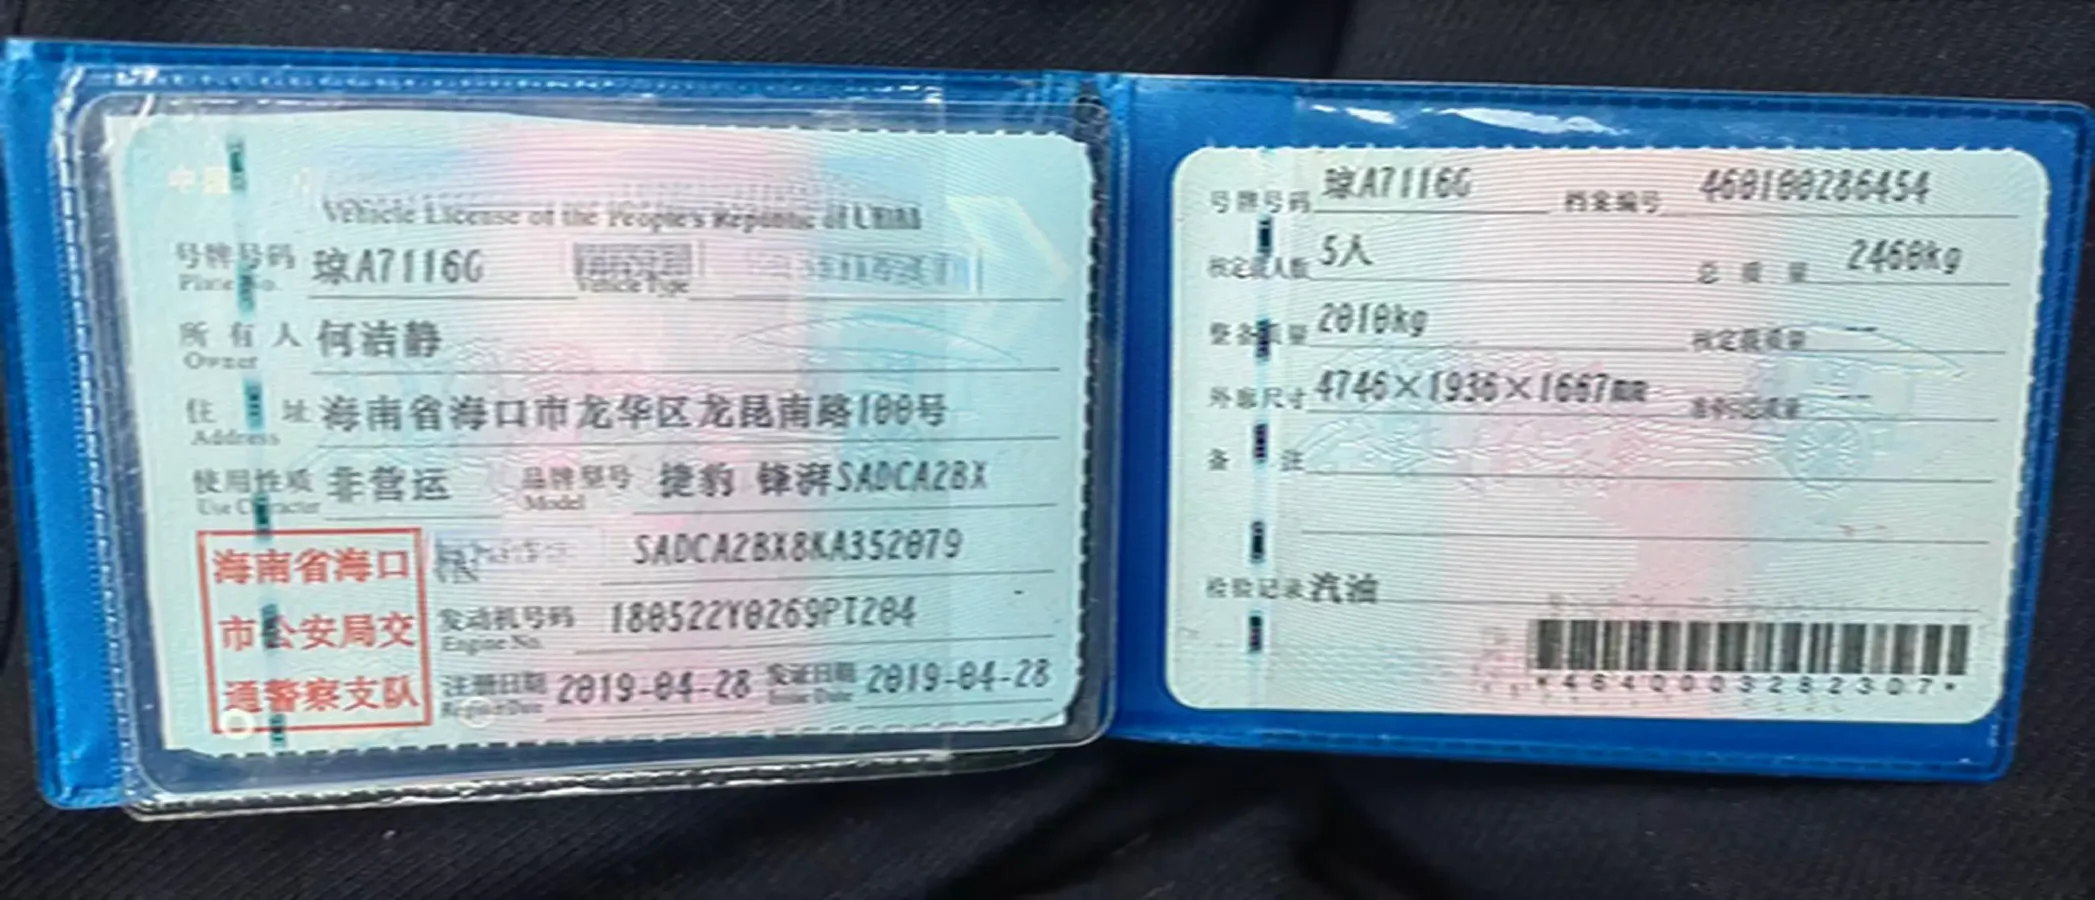 Vehicle License of the People's Republic of China
号牌号码 琼A7116G
Plate No. Vehicle Type
所有人 何洁静
Owner
住址 海南省海口市龙华区龙昆南路100号
Address
使用性质 非营运 品牌型号 捷豹 锋湃SADCA2BX
Use Character Model
海南省海口 SADCA2BX8KA352079
市公安局交 发动机号码 180522Y0269PT204
Engine No.
通警察支队 注册日期 2019-04-28 发证日期 2019-04-28
Register Date Issue Date
号牌号码 琼A7116G 档案编号 460100286454
核定载人数 5人 总质量 2460kg
整备质量 2010kg 核定载质量 --
外廓尺寸 4746×1936×1667mm 准牵引总质量 --
备注
检验记录 汽油
*4640003282307*